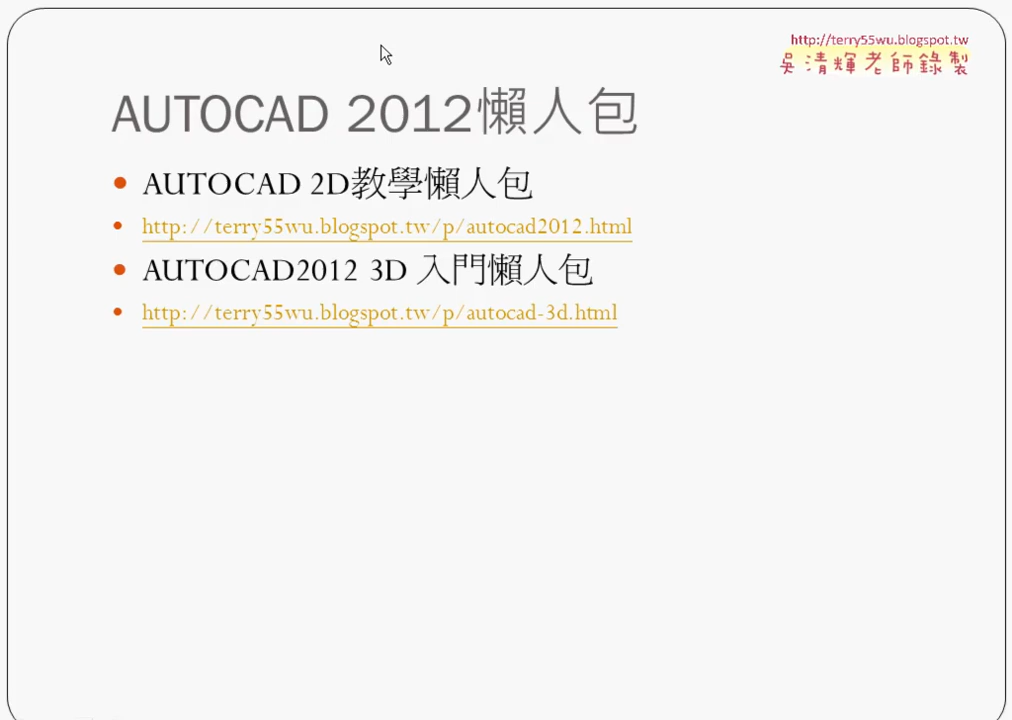 http://terry55wu.blogspot.tw
吳清輝老師錄製
AUTOCAD 2012懶人包
AUTOCAD 2D教學懶人包
http://terry55wu.blogspot.tw/p/autocad2012.html
AUTOCAD2012 3D 入門懶人包
http://terry55wu.blogspot.tw/p/autocad-3d.html